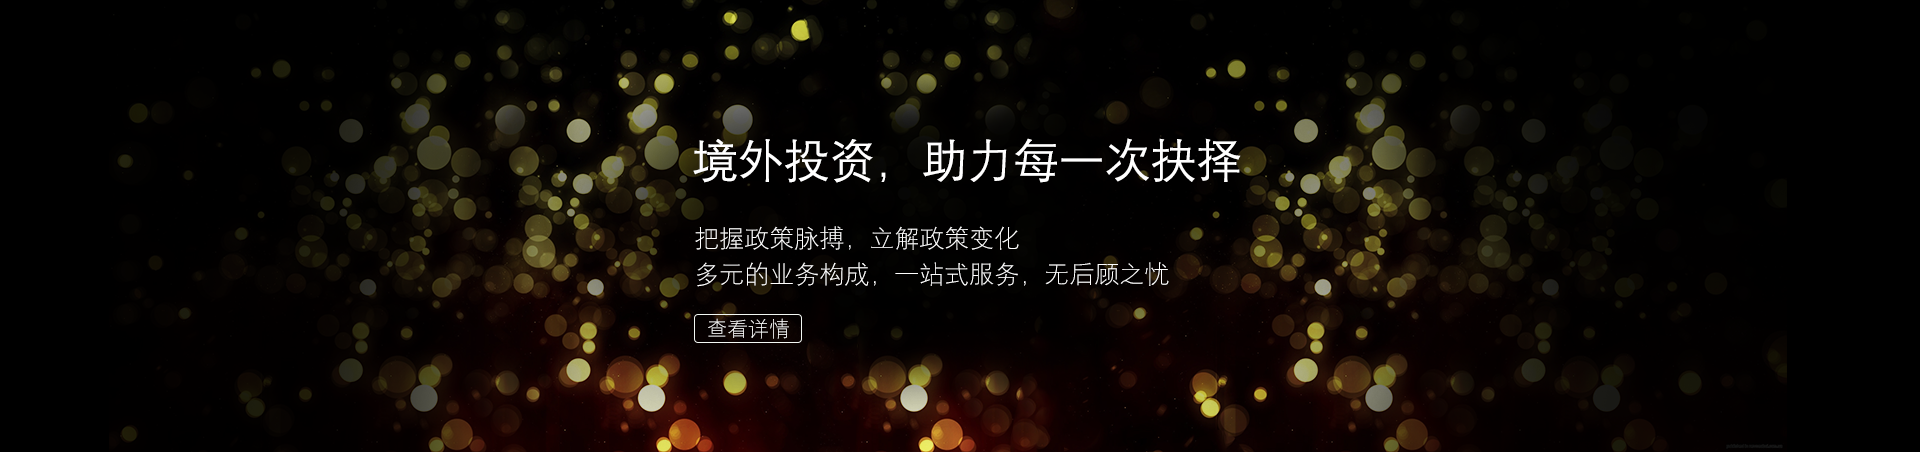 境外投资，助力每一次抉择
把握政策脉搏，立解政策变化
多元的业务构成，一站式服务，无后顾之忧
查看详情